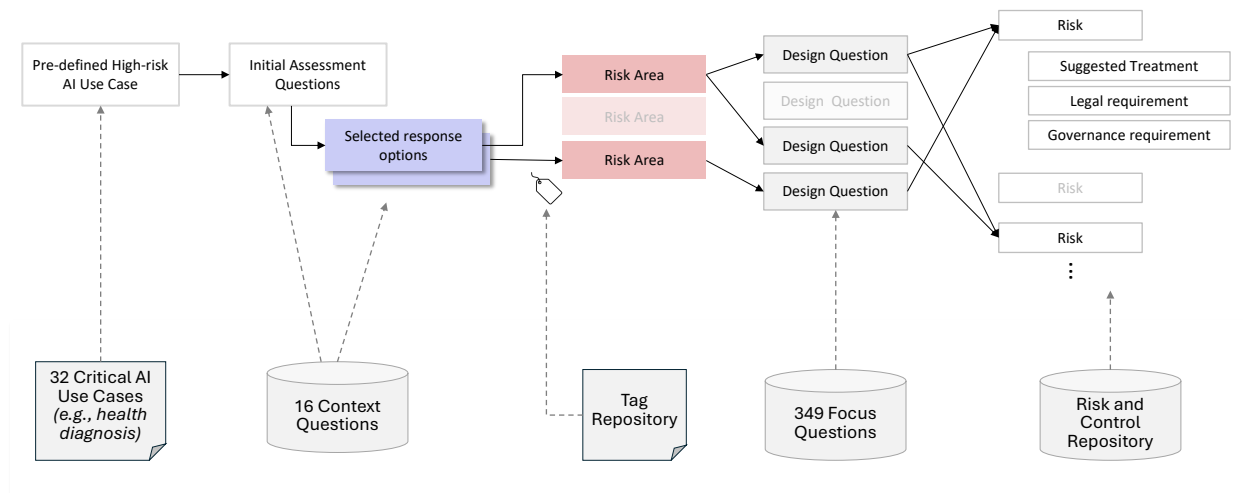 Pre-defined High-risk
AI Use Case
Initial Assessment
Questions
Selected response
options
Risk Area
Risk Area
Risk Area
Design Question
Design Question
Design Question
Design Question
Risk
Suggested Treatment
Legal requirement
Governance requirement
Risk
Risk
32 Critical AI
Use Cases
(e.g., health
diagnosis)
16 Context
Questions
Tag
Repository
349 Focus
Questions
Risk and
Control
Repository